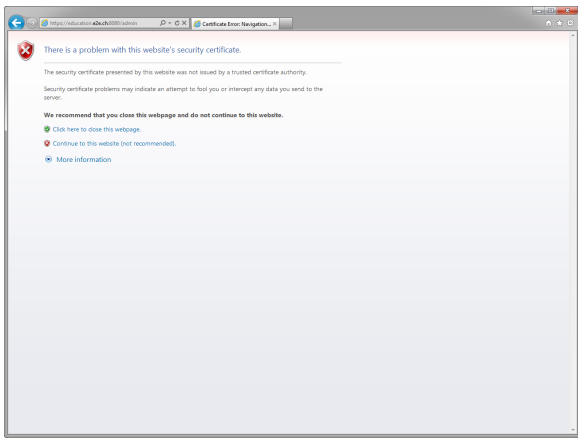 https://education.e2e.ch:8080/admin
Certificate Error: Navigation...
There is a problem with this website's security certificate.
The security certificate presented by this website was not issued by a trusted certificate authority.
Security certificate problems may indicate an attempt to fool you or intercept any data you send to the
server.
We recommend that you close this webpage and do not continue to this website.
Click here to close this webpage.
Continue to this website (not recommended).
More information